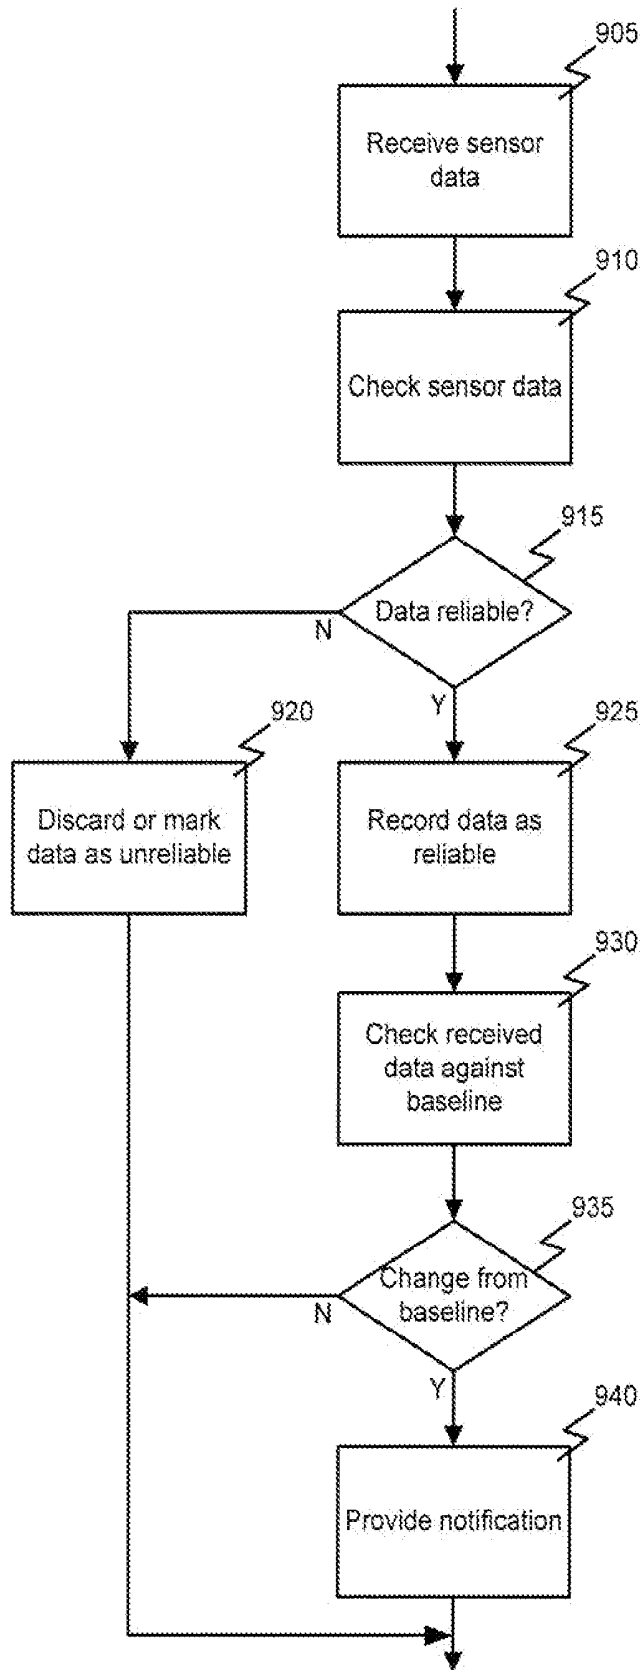 905
Receive sensor
data
910
Check sensor data
915
Data reliable?
N
Y
920
925
Discard or mark
data as unreliable
Record data as
reliable
930
Check received
data against
baseline
935
Change from
baseline?
N
Y
940
Provide notification